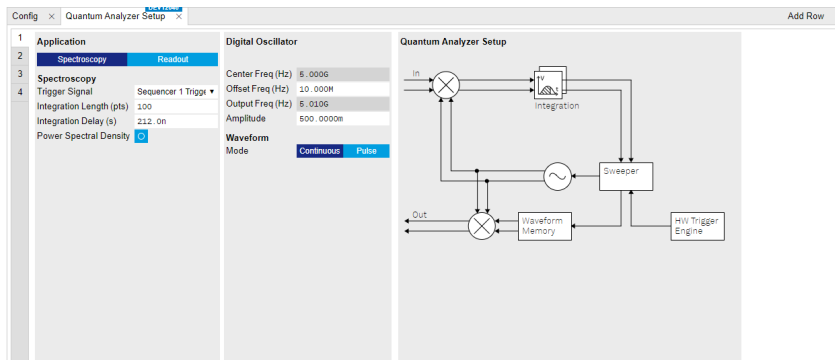 Config × Quantum Analyzer Setup × Add Row
1
2
3
4
Application
Spectroscopy Readout
Spectroscopy
Trigger Signal Sequencer 1 Trigge ▾
Integration Length (pts) 100
Integration Delay (s) 212.0n
Power Spectral Density
Digital Oscillator
Center Freq (Hz) 5.000G
Offset Freq (Hz) 10.000M
Output Freq (Hz) 5.010G
Amplitude 500.0000m
Waveform
Mode Continuous Pulse
Quantum Analyzer Setup
In
V
t
Integration
Sweeper
Out
Waveform
Memory
HW Trigger
Engine